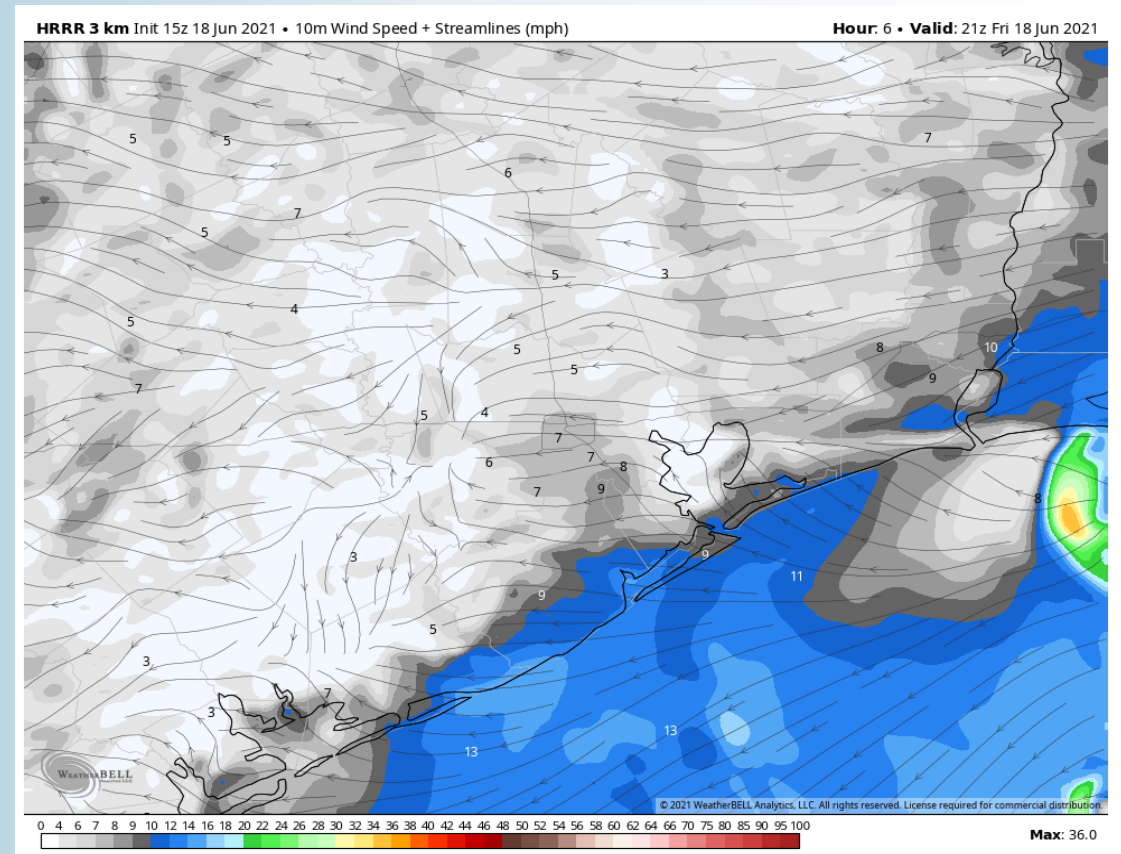 HRRR 3 km Init 15z 18 Jun 2021 • 10m Wind Speed + Streamlines (mph) Hour: 6 • Valid: 21z Fri 18 Jun 2021
5 5 7
6
7
5
5 3
4
5
5 8 10
5 9
7
5 4
7
6 7 8
7 9 8
3 9
11
9
5
3
7
3
13
13
WEATHERBELL
© 2021 WeatherBELL Analytics, LLC. All rights reserved. License required for commercial distribution.
0 4 6 7 8 9 10 12 14 16 18 20 22 24 26 28 30 32 34 36 38 40 42 44 46 48 50 52 54 56 58 60 62 64 66 70 75 80 85 90 95 100
Max: 36.0